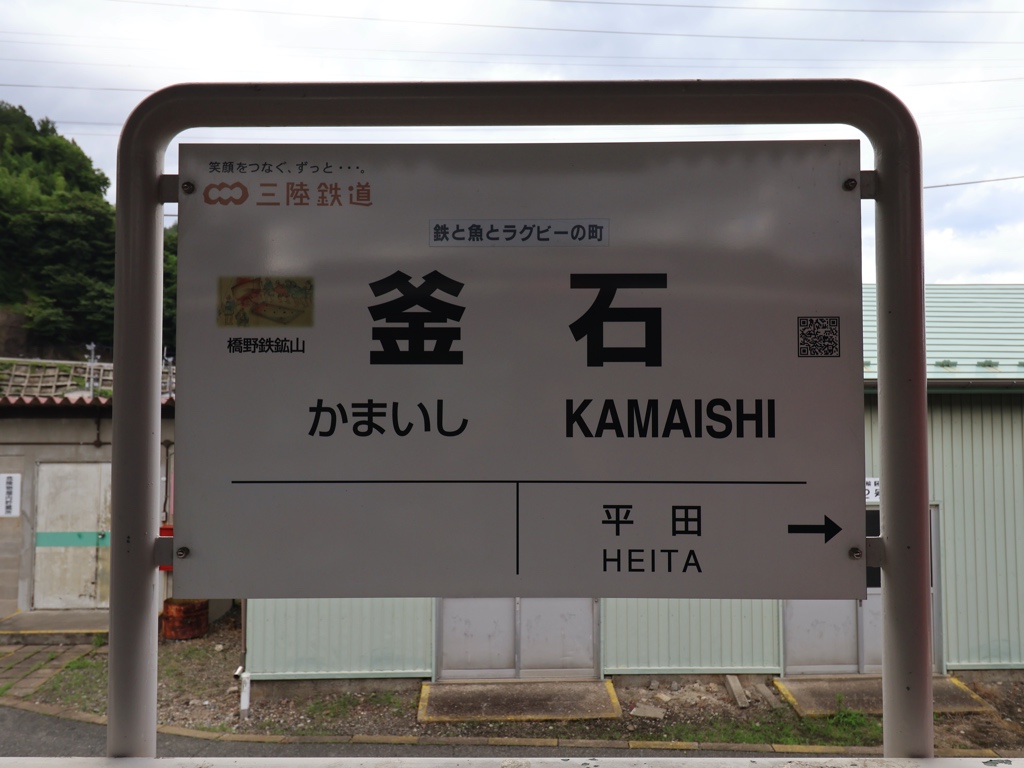 笑顔をつなぐ、ずっと・・・。
三陸鉄道
鉄と魚とラグビーの町
釜石
橋野鉄鉱山
かまいし KAMAISHI
平田
HEITA